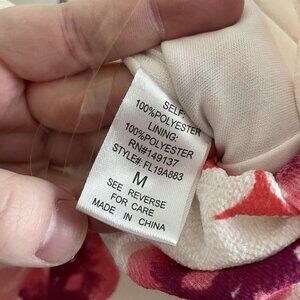 SELF:
100%POLYESTER
LINING:
100%POLYESTER
RN#149137
STYLE#: FL19A883
M
SEE REVERSE
FOR CARE
MADE IN CHINA